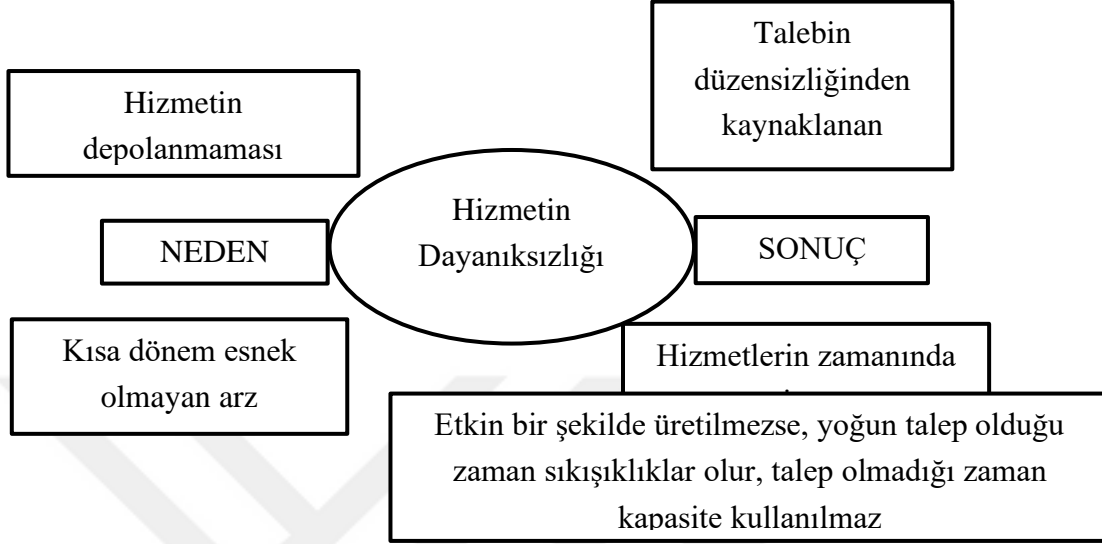 Hizmetin
depolanmaması
Talebin
düzensizliğinden
kaynaklanan
NEDEN
Hizmetin
Dayanıksızlığı
SONUÇ
Kısa dönem esnek
olmayan arz
Hizmetlerin zamanında
Etkin bir şekilde üretilmezse, yoğun talep olduğu
zaman sıkışıklıklar olur, talep olmadığı zaman
kapasite kullanılmaz